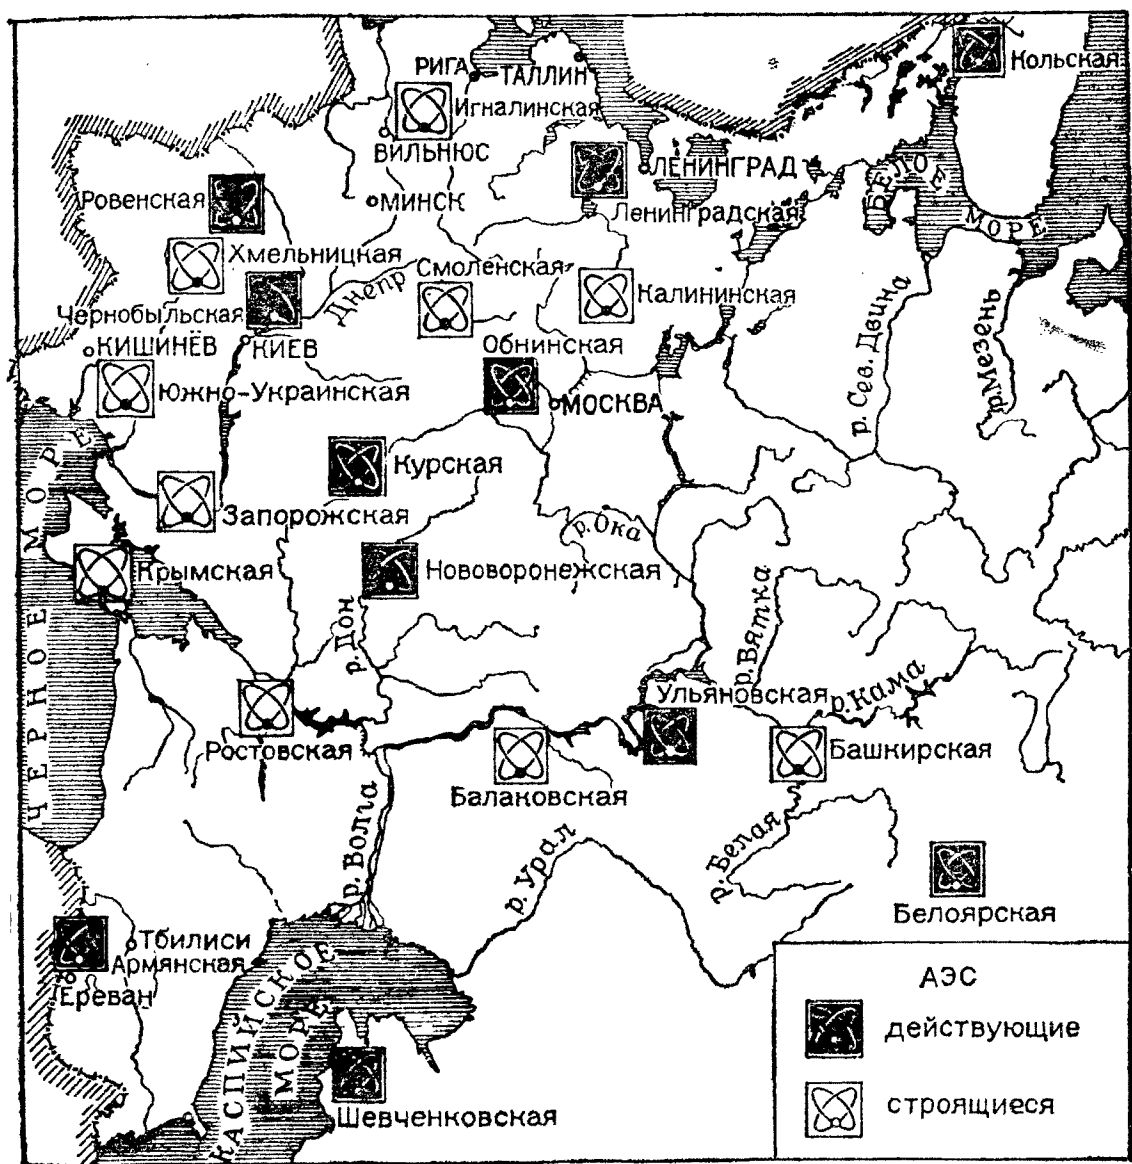 Кольская
РИГА
ТАЛЛИН
Игналинская
ВИЛЬНЮС
ЛЕНИНГРАД
БЕЛОЕ
МОРЕ
Ровенская
МИНСК
Ленинградская
Хмельницкая
Смоленская
Днепр
Калининская
Чернобыльская
КИЕВ
КИШИНЁВ
Обнинская
р. Сев. Двина
р. Мезень
Южно-Украинская
МОСКВА
Курская
Запорожская
р. Ока
Крымская
Нововоронежская
ЧЕРНОЕ МОРЕ
р. Дон
р. Вятка
Ульяновская
р. Кама
Ростовская
Башкирская
Балаковская
р. Волга
р. Урал
р. Белая
Белоярская
Тбилиси
Армянская
Ереван
КАСПИЙСКОЕ
МОРЕ
Шевченковская
АЭС
действующие
строящиеся